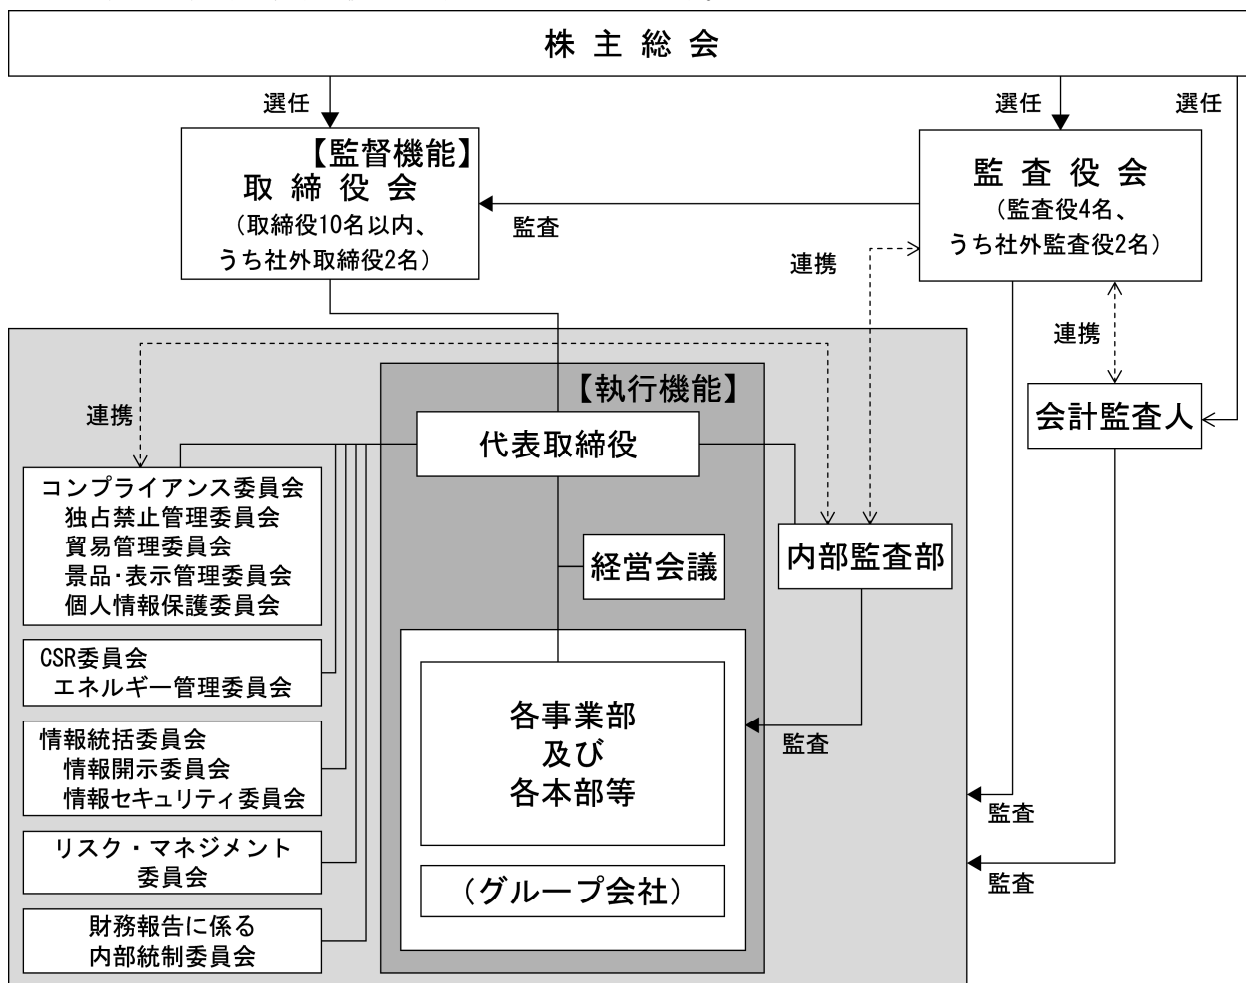 株主総会
選任
選任
選任
【監督機能】
取締役会
（取締役10名以内、
うち社外取締役2名）
監査役会
（監査役4名、
うち社外監査役2名）
監査
連携
連携
会計監査人
連携
【執行機能】
代表取締役
コンプライアンス委員会
独占禁止管理委員会
貿易管理委員会
景品・表示管理委員会
個人情報保護委員会
経営会議
内部監査部
CSR委員会
エネルギー管理委員会
情報統括委員会
情報開示委員会
情報セキュリティ委員会
各事業部
及び
各本部等
監査
監査
リスク・マネジメント
委員会
（グループ会社）
監査
財務報告に係る
内部統制委員会